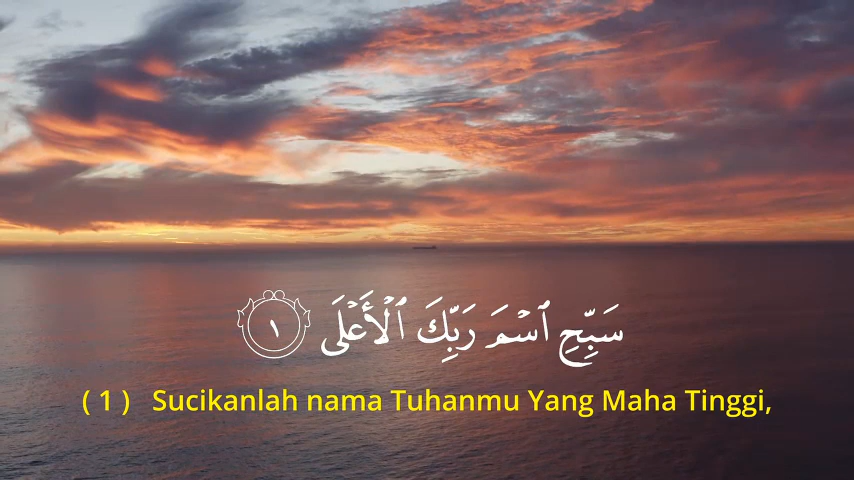 سَبِّحِ ٱسْمَ رَبِّكَ ٱلْأَعْلَى ١
( 1 ) Sucikanlah nama Tuhanmu Yang Maha Tinggi,